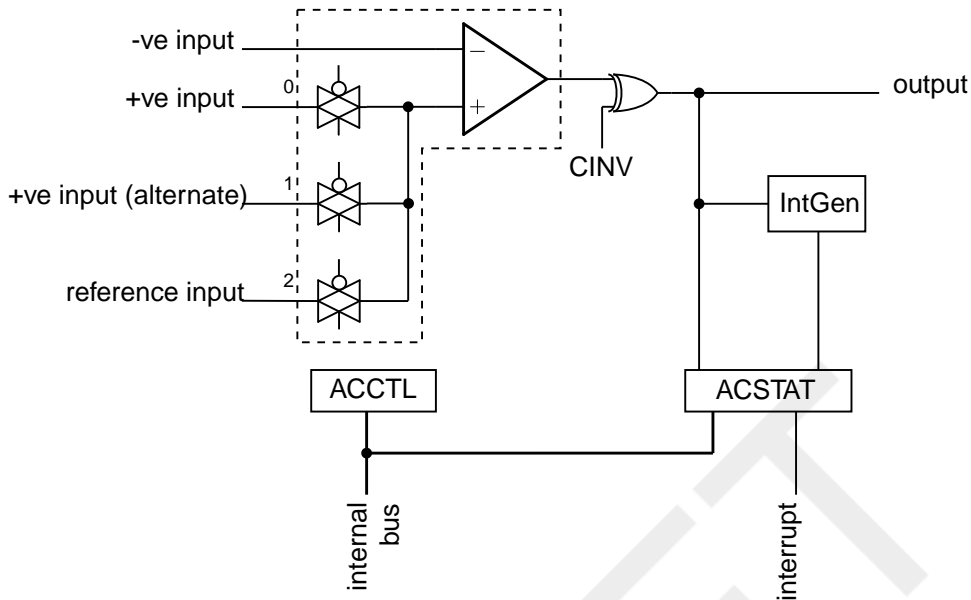 -ve input
− 
output
+ve input
0
+
CINV
+ve input (alternate)
1
IntGen
reference input
2
ACCTL
ACSTAT
internal
bus
interrupt